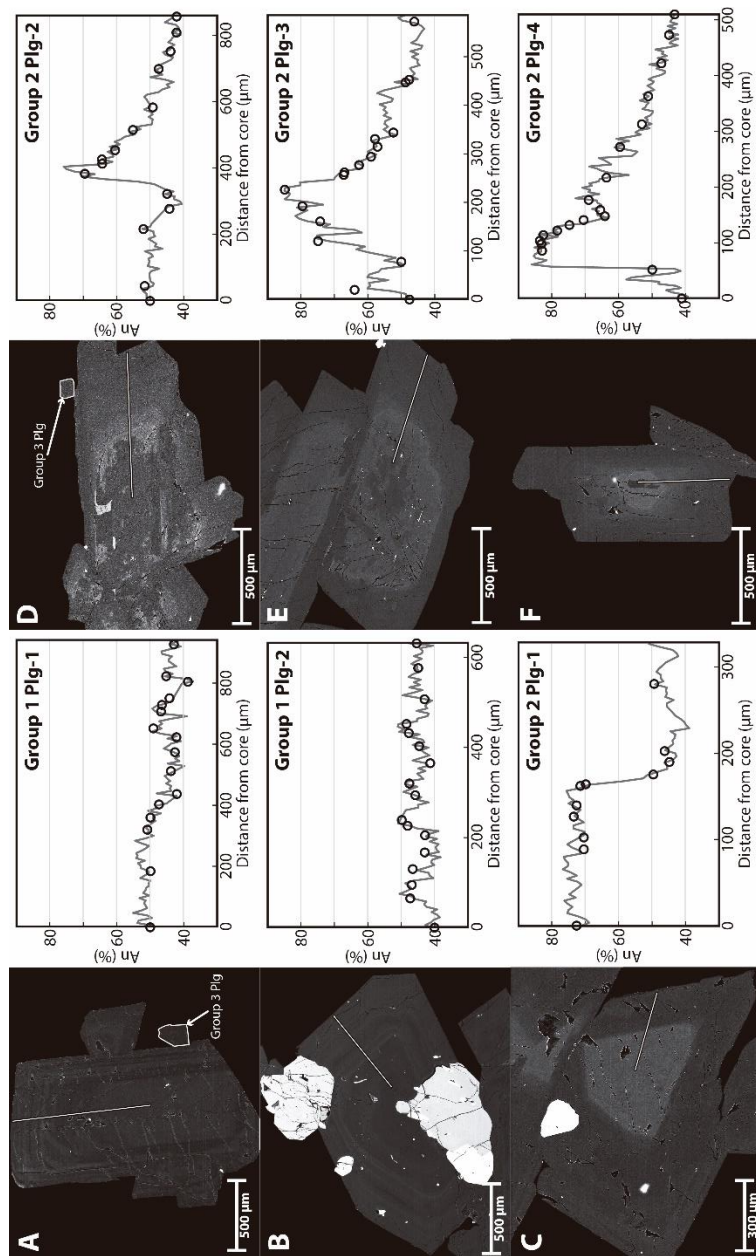 A
Group 3 Plg
500 μm
Group 1 Plg-1
An (%)
80
60
40
0
200
400
600
800
Distance from core (μm)
B
500 μm
Group 1 Plg-2
An (%)
80
60
40
0
200
400
600
Distance from core (μm)
C
300 μm
Group 2 Plg-1
An (%)
80
60
40
0
100
200
300
Distance from core (μm)
D
Group 3 Plg
500 μm
Group 2 Plg-2
An (%)
80
60
40
0
200
400
600
800
Distance from core (μm)
E
500 μm
Group 2 Plg-3
An (%)
80
60
40
0
100
200
300
400
500
Distance from core (μm)
F
500 μm
Group 2 Plg-4
An (%)
80
60
40
0
100
200
300
400
500
Distance from core (μm)